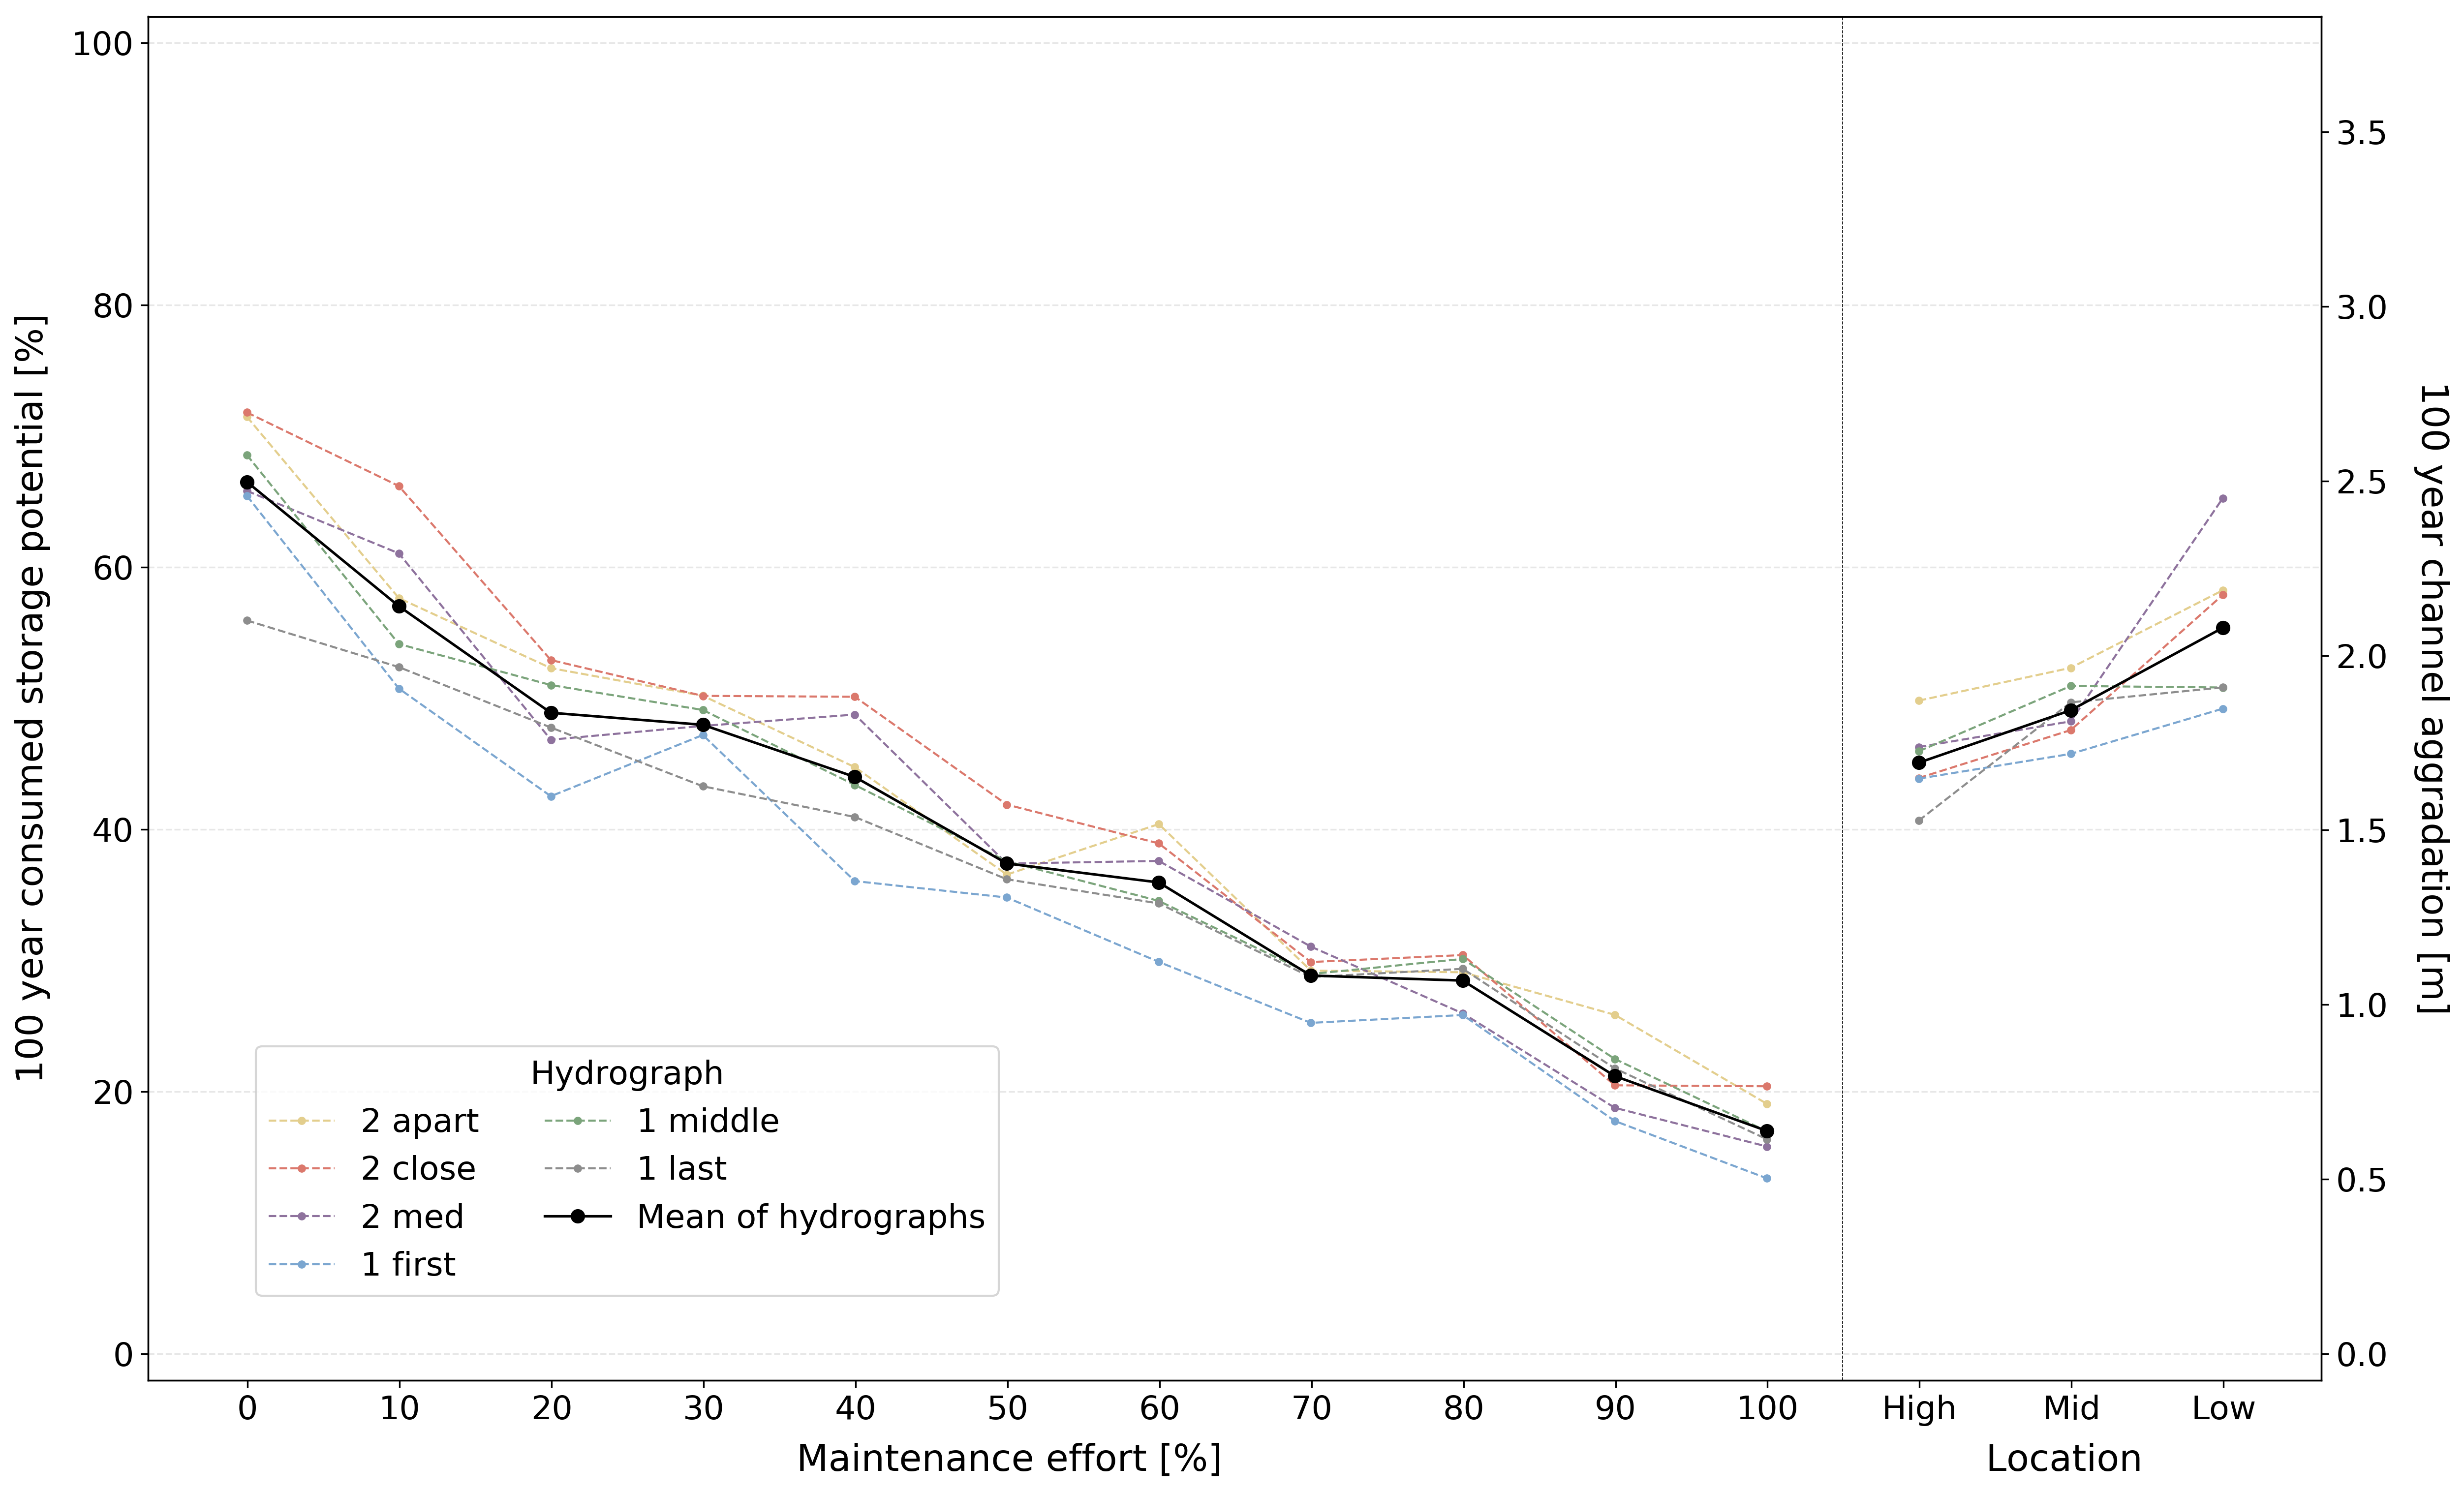 100 year consumed storage potential [%]
100
80
60
40
20
0
3.5
3.0
2.5
2.0
1.5
1.0
0.5
0.0
100 year channel aggradation [m]
Hydrograph
2 apart
2 close
2 med
1 first
1 middle
1 last
Mean of hydrographs
0 10 20 30 40 50 60 70 80 90 100 High Mid Low
Maintenance effort [%] Location